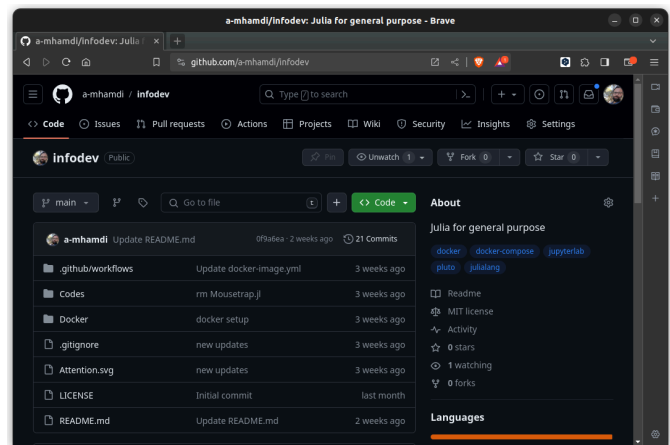 a-mhamdi/infodev: Julia for general purpose - Brave
a-mhamdi/infodev: Julia f
github.com/a-mhamdi/infodev
a-mhamdi / infodev
Type / to search
Code Issues Pull requests Actions Projects Wiki Security Insights Settings
infodev Public
Pin Unwatch 1 Fork 0 Star 0
main Go to file t + Code
a-mhamdi Update README.md 0f9a6ea · 2 weeks ago 21 Commits
.github/workflows Update docker-image.yml 3 weeks ago
Codes rm Mousetrap.jl 3 weeks ago
Docker docker setup 3 weeks ago
.gitignore new updates 3 weeks ago
Attention.svg new updates 3 weeks ago
LICENSE Initial commit last month
README.md Update README.md 2 weeks ago
About
Julia for general purpose
docker docker-compose jupyterlab
pluto julialang
Readme
MIT license
Activity
0 stars
1 watching
0 forks
Languages